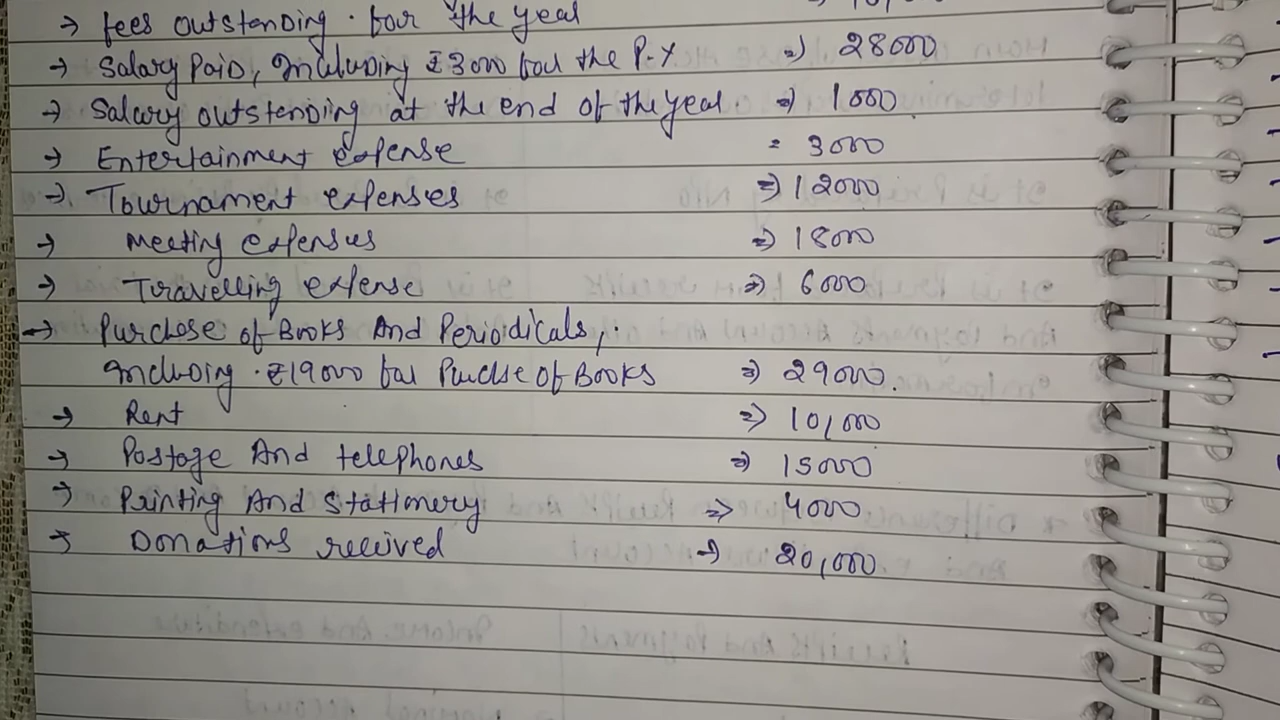 → fees outstanding . for the year
→ Salary Paid, Including ₹3000 for the P.Y ⇒ 28000
→ Salary outstanding at the end of the year ⇒ 1000
→ Entertainment expense = 3000
→ Tournament expenses ⇒ 12000
→ Meeting expenses ⇒ 18000
→ Travelling expense ⇒ 6000
→ Purchase of Books And Periodicals,
Including . ₹19000 for Purchse of Books ⇒ 29000.
→ Rent ⇒ 10,000
→ Postage And telephones ⇒ 15000
→ Printing And Stationery ⇒ 4000
→ Donations received → 20,000